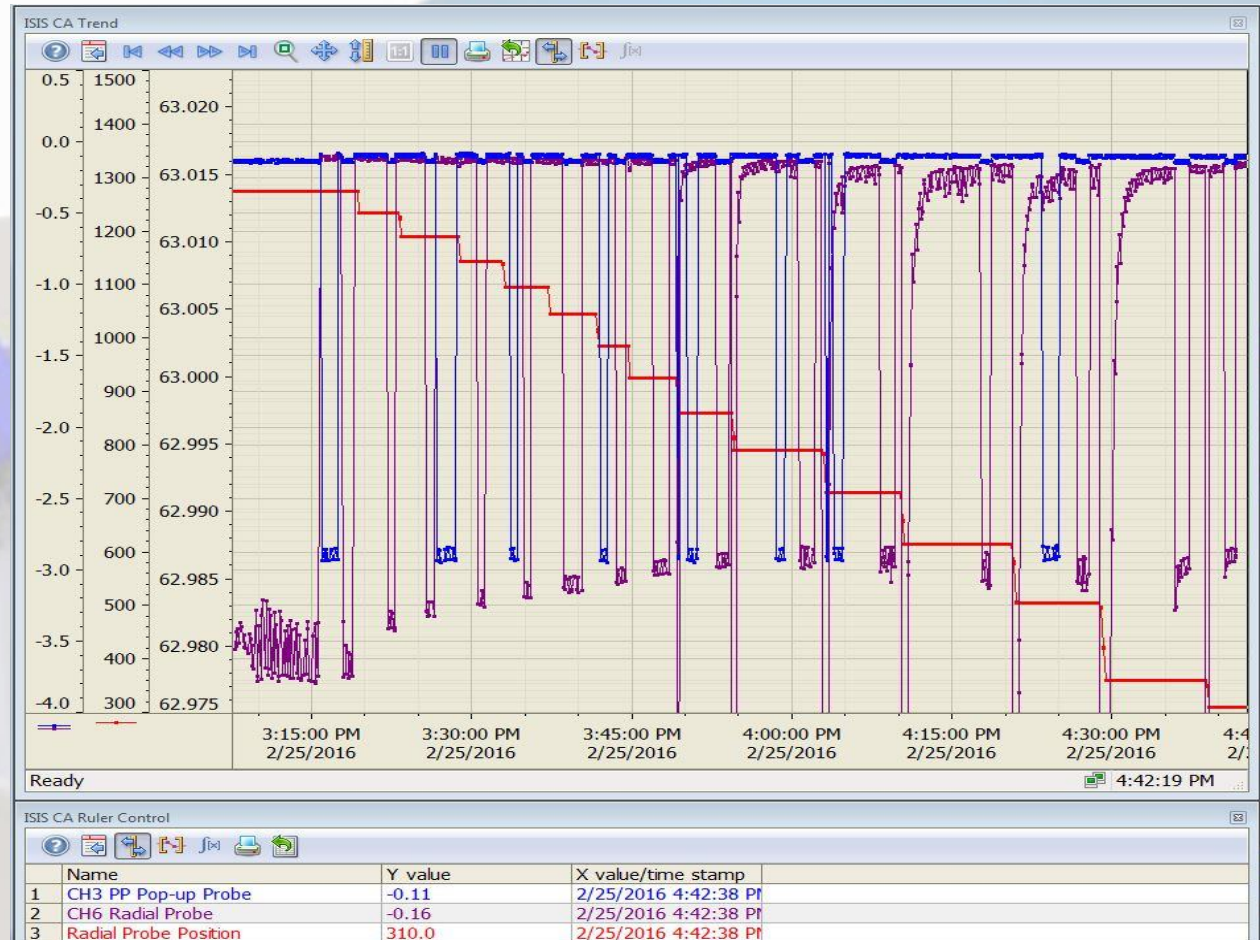 ISIS CA Trend
1:1
0.5 1500
63.020
1400
0.0
1300 63.015
-0.5
1200 63.010
-1.0 1100
63.005
1000
-1.5
900 63.000
-2.0
800 62.995
-2.5 700
62.990
600
-3.0 62.985
500
-3.5 62.980
400
-4.0 300 62.975
3:15:00 PM 3:30:00 PM 3:45:00 PM 4:00:00 PM 4:15:00 PM 4:30:00 PM 4:4
2/25/2016 2/25/2016 2/25/2016 2/25/2016 2/25/2016 2/25/2016 2/
Ready 4:42:19 PM
ISIS CA Ruler Control
Name Y value X value/time stamp
1 CH3 PP Pop-up Probe -0.11 2/25/2016 4:42:38 PM
2 CH6 Radial Probe -0.16 2/25/2016 4:42:38 PM
3 Radial Probe Position 310.0 2/25/2016 4:42:38 PM